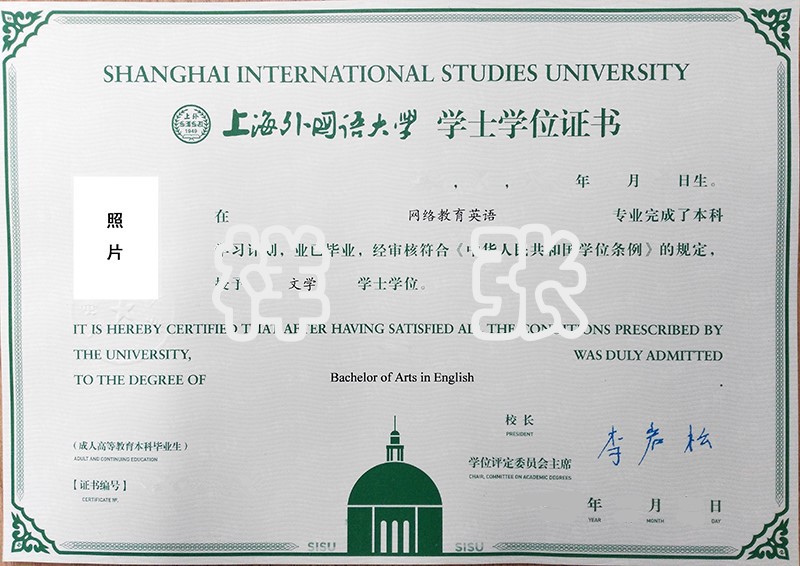 SHANGHAI INTERNATIONAL STUDIES UNIVERSITY
上外
1949
上海外国语大学 学士学位证书
, , 年 月 日生。
照片
在 网络教育英语 专业完成了本科
学习计划，业已毕业，经审核符合《中华人民共和国学位条例》的规定，
授予 文学 学士学位。
祥 张
IT IS HEREBY CERTIFIED THAT AFTER HAVING SATISFIED ALL THE CONDITIONS PRESCRIBED BY
THE UNIVERSITY, WAS DULY ADMITTED
TO THE DEGREE OF Bachelor of Arts in English .
校长
PRESIDENT
李岩松
(成人高等教育本科毕业生)
ADULT AND CONTINUING EDUCATION
学位评定委员会主席
CHAIR, COMMITTEE ON ACADEMIC DEGREES
【证书编号】
CERTIFICATE №.
年 月 日
YEAR MONTH DAY
SISU SISU